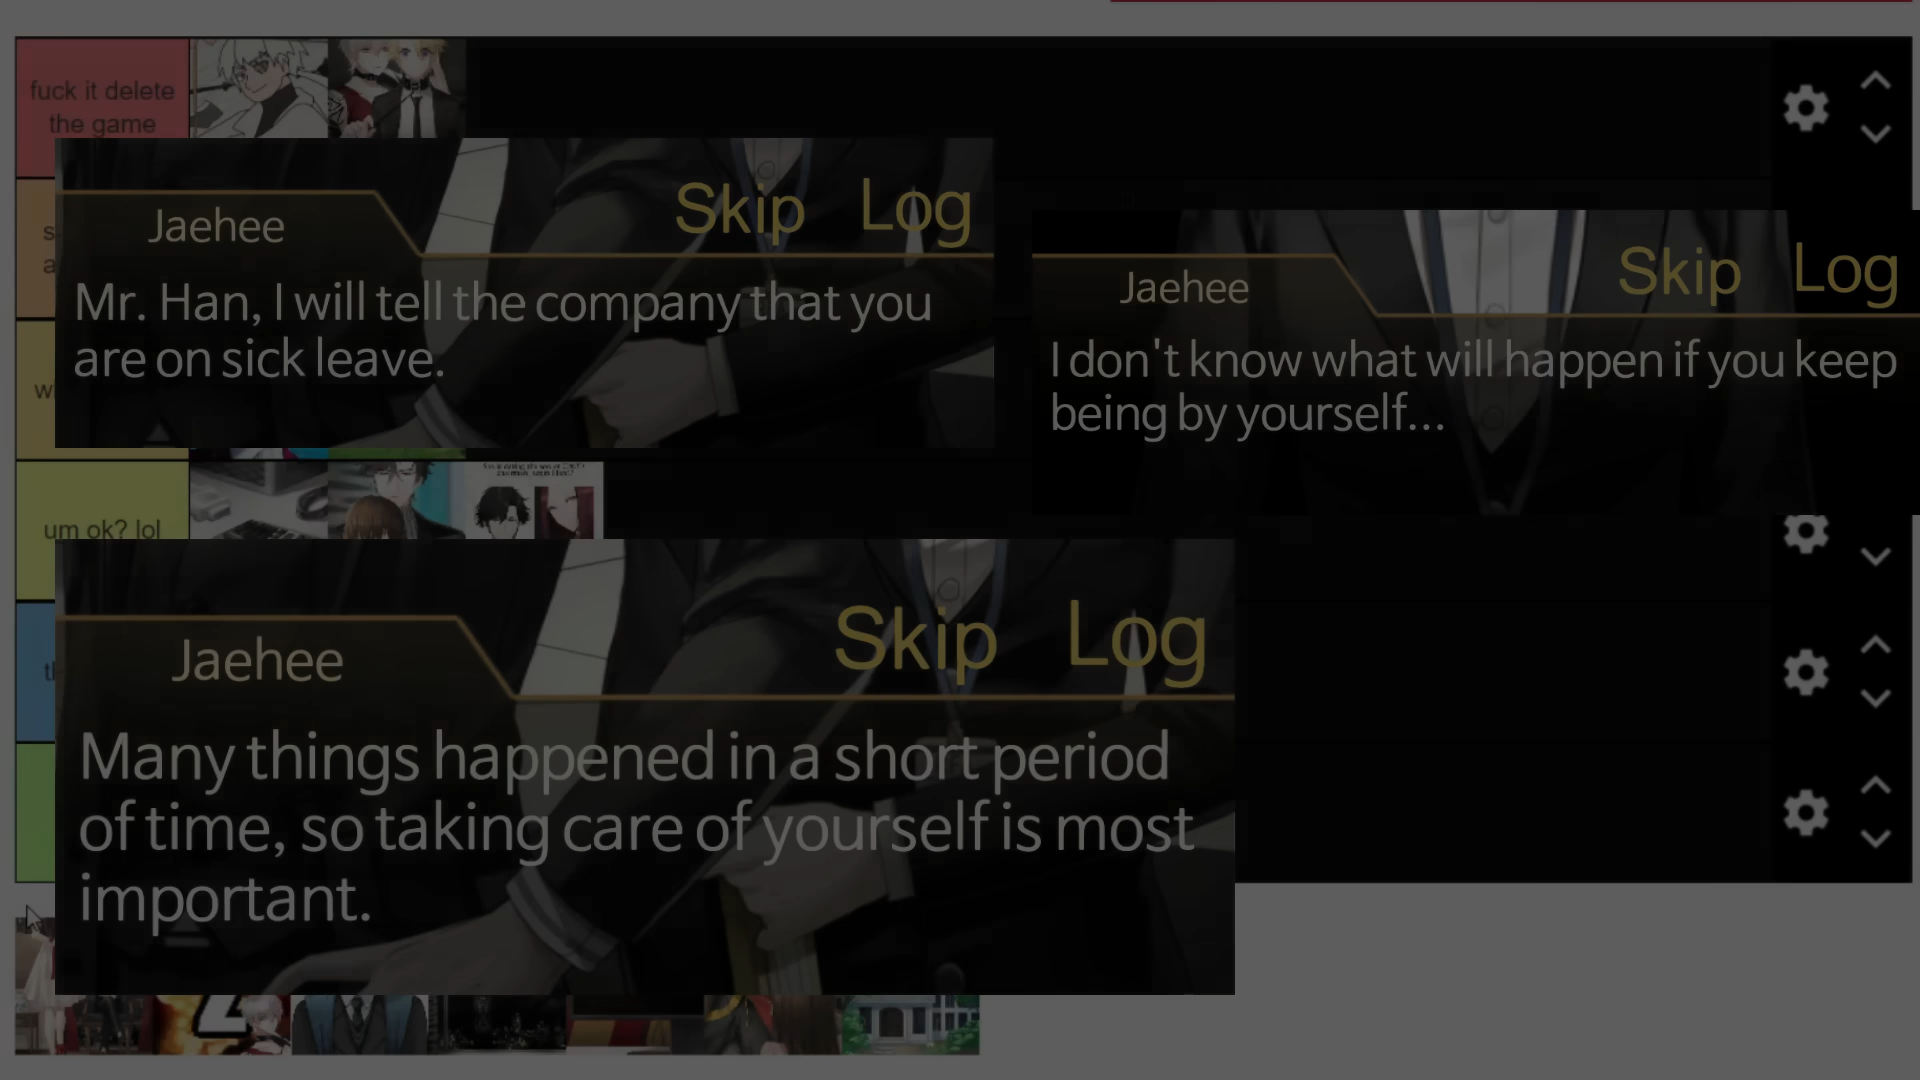 fuck it delete
the game
Jaehee
Skip Log
Mr. Han, I will tell the company that you
are on sick leave.
Jaehee
Skip Log
I don't know what will happen if you keep
being by yourself...
um ok? lol
Jaehee
Skip Log
Many things happened in a short period
of time, so taking care of yourself is most
important.